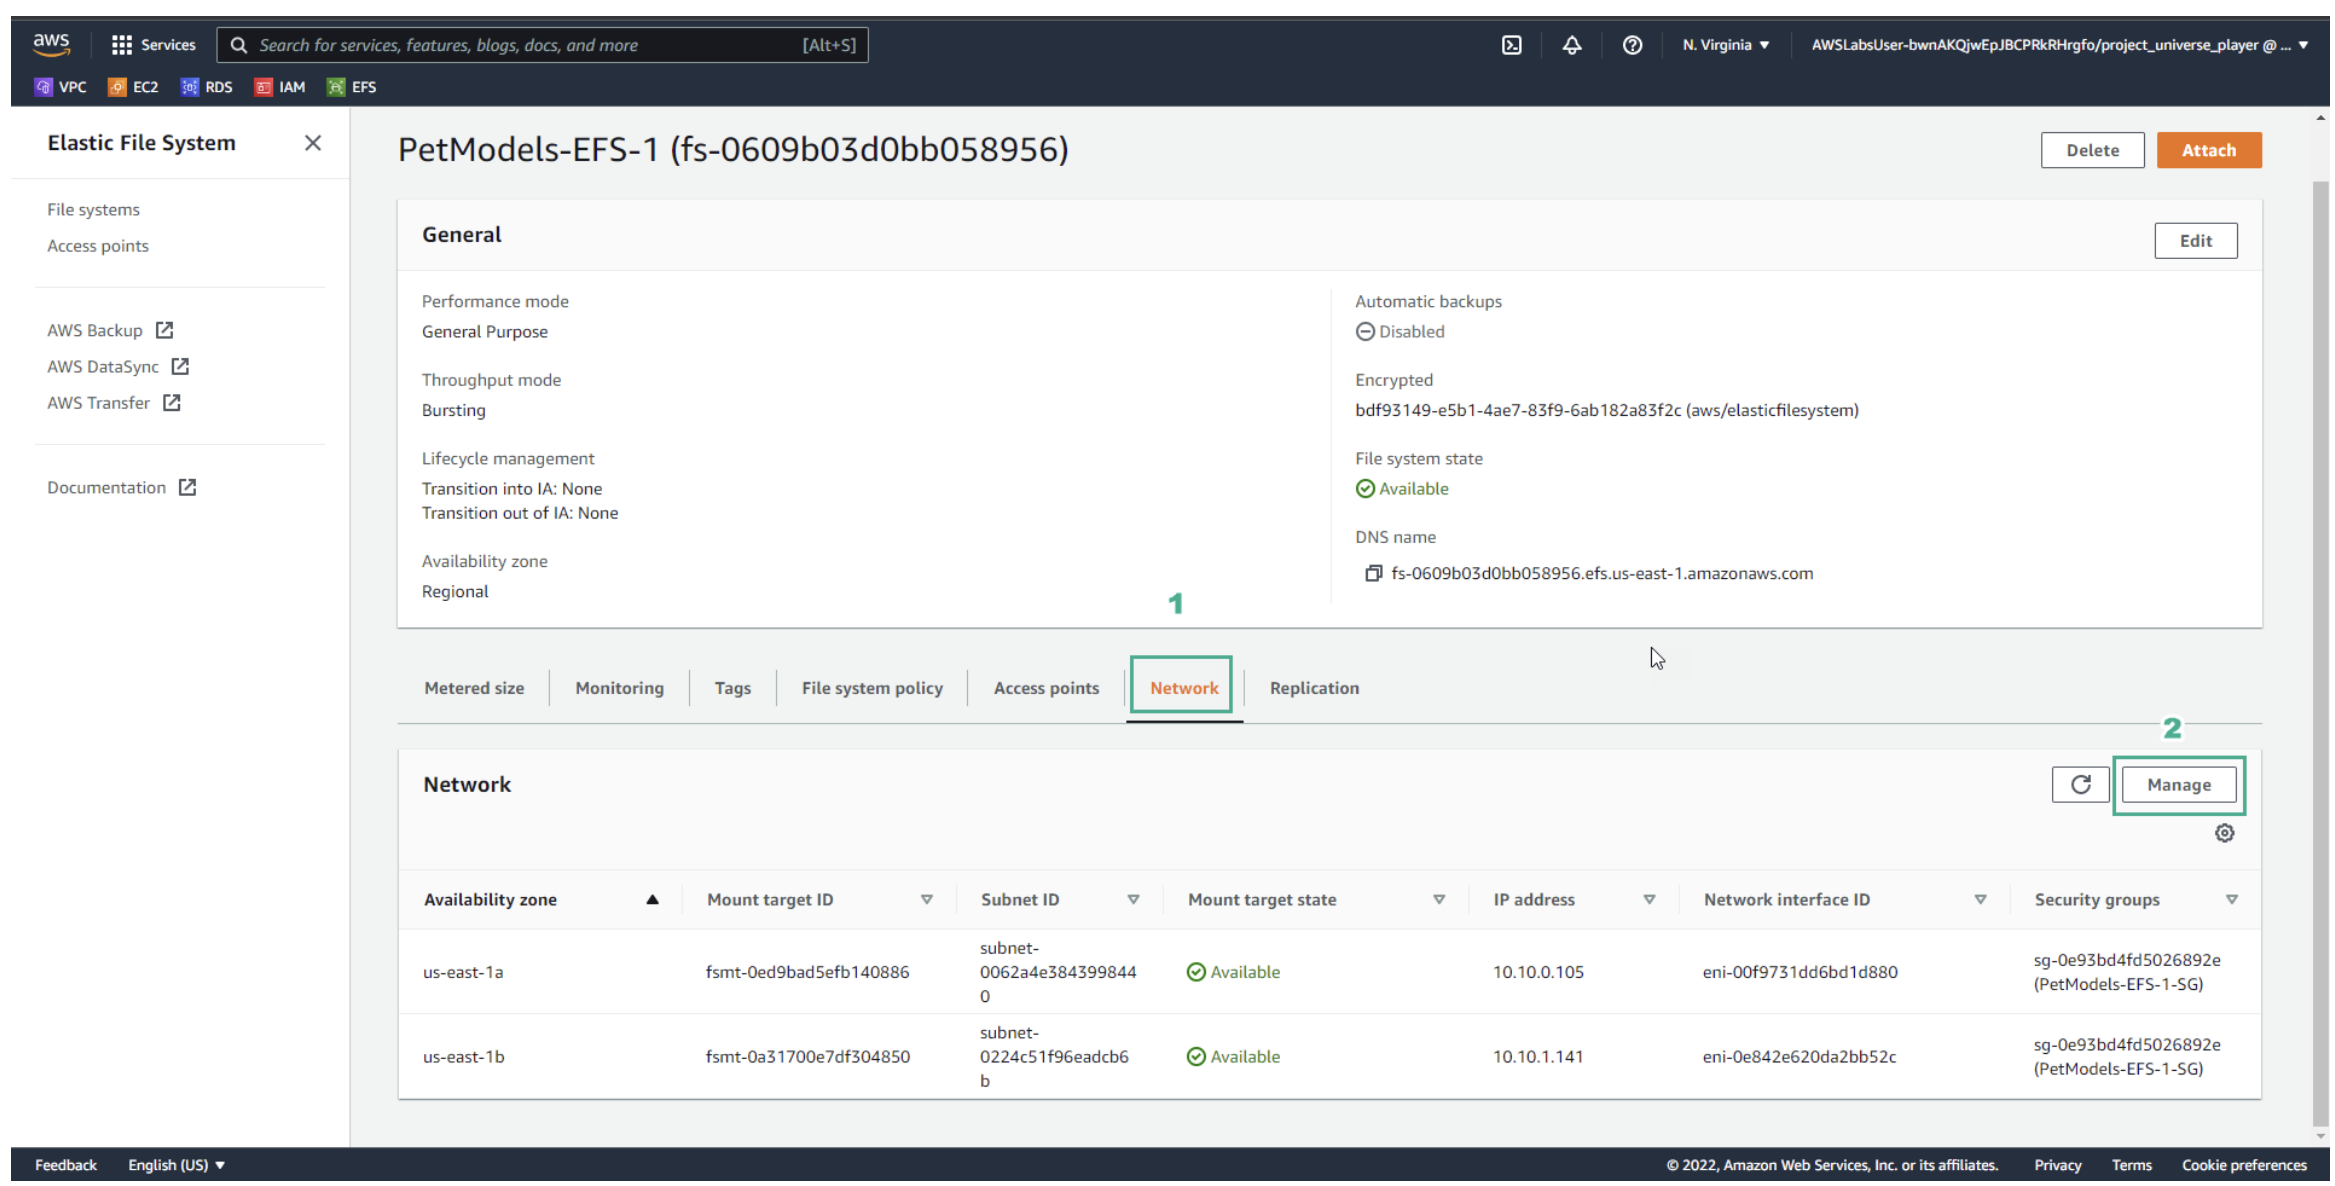 aws
Services
Search for services, features, blogs, docs, and more [Alt+S]
N. Virginia ▼
AWSLabsUser-bwnAKQjwEpJBCPRkRHrgfo/project_universe_player @ ... ▼
VPC EC2 RDS IAM EFS
Elastic File System
File systems
Access points
AWS Backup
AWS DataSync
AWS Transfer
Documentation
PetModels-EFS-1 (fs-0609b03d0bb058956)
Delete
Attach
General
Edit
Performance mode
General Purpose
Throughput mode
Bursting
Lifecycle management
Transition into IA: None
Transition out of IA: None
Availability zone
Regional
Automatic backups
Disabled
Encrypted
bdf93149-e5b1-4ae7-83f9-6ab182a83f2c (aws/elasticfilesystem)
File system state
Available
DNS name
fs-0609b03d0bb058956.efs.us-east-1.amazonaws.com
1
Metered size Monitoring Tags File system policy Access points Network Replication
2
Network
Manage
Availability zone Mount target ID Subnet ID Mount target state IP address Network interface ID Security groups
us-east-1a fsmt-0ed9bad5efb140886
subnet-
0062a4e384399844
0
Available 10.10.0.105 eni-00f9731dd6bd1d880
sg-0e93bd4fd5026892e
(PetModels-EFS-1-SG)
us-east-1b fsmt-0a31700e7df304850
subnet-
0224c51f96eadcb6
b
Available 10.10.1.141 eni-0e842e620da2bb52c
sg-0e93bd4fd5026892e
(PetModels-EFS-1-SG)
Feedback English (US) ▼
© 2022, Amazon Web Services, Inc. or its affiliates. Privacy Terms Cookie preferences